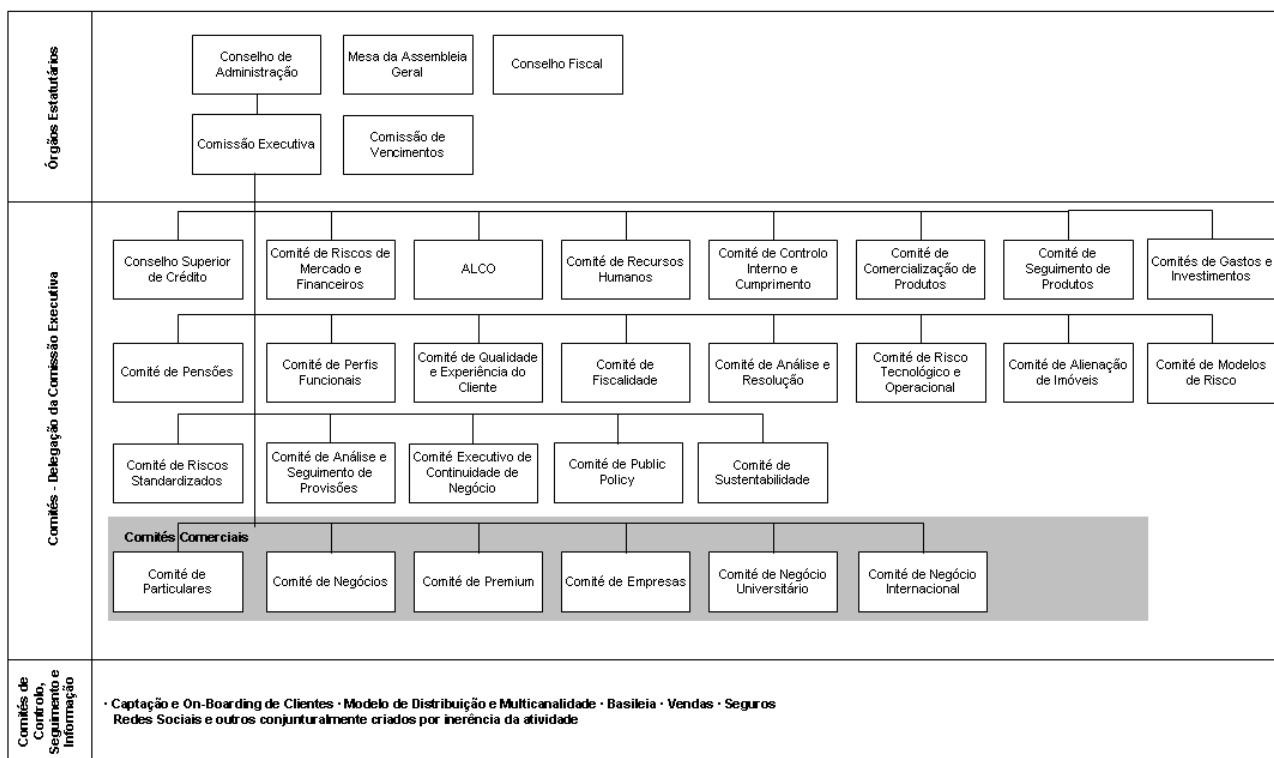 Órgãos Estatutários
Conselho de
Administração
Mesa da Assembleia
Geral
Conselho Fiscal
Comissão Executiva
Comissão de
Vencimentos
Comités - Delegação da Comissão Executiva
Conselho Superior
de Crédito
Comité de Riscos de
Mercado e
Financeiros
ALCO
Comité de Recursos
Humanos
Comité de Controlo
Interno e
Cumprimento
Comité de
Comercialização de
Produtos
Comité de
Seguimento de
Produtos
Comités de Gastos e
Investimentos
Comité de Pensões
Comité de Perfis
Funcionais
Comité de Qualidade
e Experiência do
Cliente
Comité de
Fiscalidade
Comité de Análise e
Resolução
Comité de Risco
Tecnológico e
Operacional
Comité de Alienação
de Imóveis
Comité de Modelos
de Risco
Comité de Riscos
Standardizados
Comité de Análise e
Seguimento de
Provisões
Comité Executivo de
Continuidade de
Negócio
Comité de Public
Policy
Comité de
Sustentabilidade
Comités Comerciais
Comité de
Particulares
Comité de Negócios
Comité de Premium
Comité de Empresas
Comité de Negócio
Universitário
Comité de Negócio
Internacional
Comités de
Controlo,
Seguimento e
Informação
· Captação e On-Boarding de Clientes · Modelo de Distribuição e Multicanalidade · Basileia · Vendas · Seguros
Redes Sociais e outros conjunturalmente criados por inerência da atividade